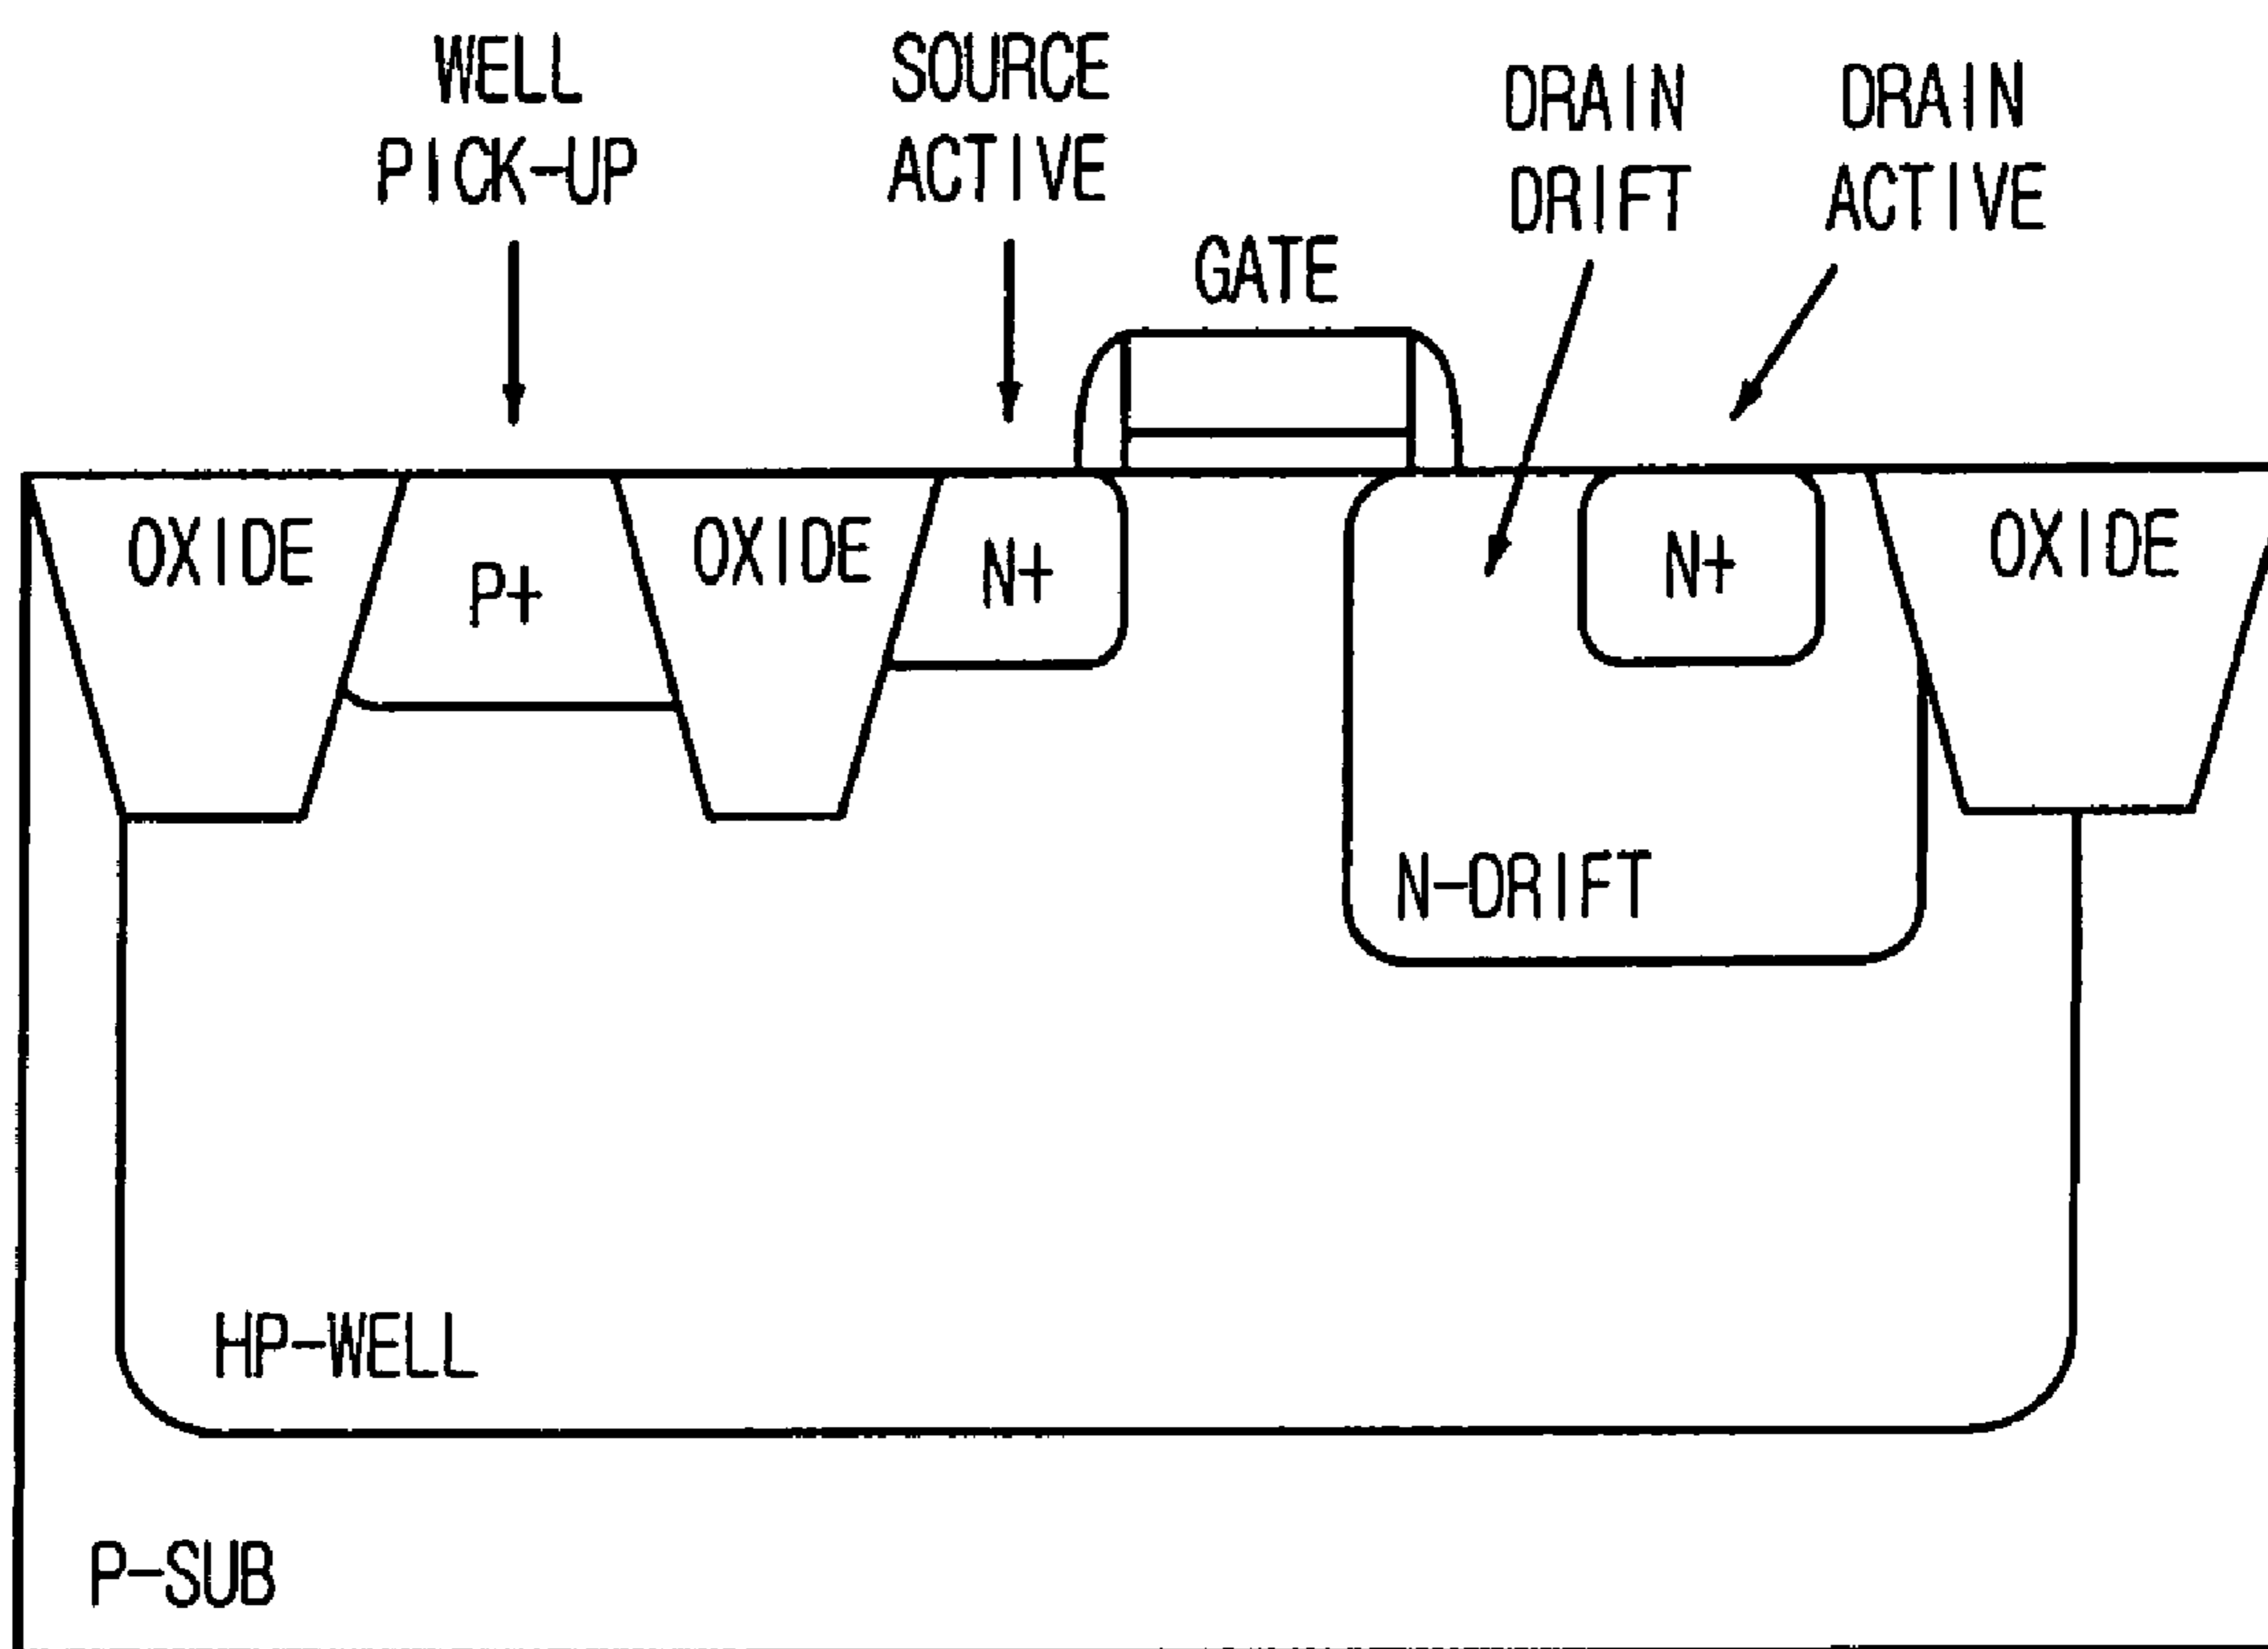 WELL
PICK-UP
SOURCE
ACTIVE
DRAIN
DRIFT
DRAIN
ACTIVE
GATE
OXIDE
P+
OXIDE
N+
N+
OXIDE
N-DRIFT
HP-WELL
P-SUB